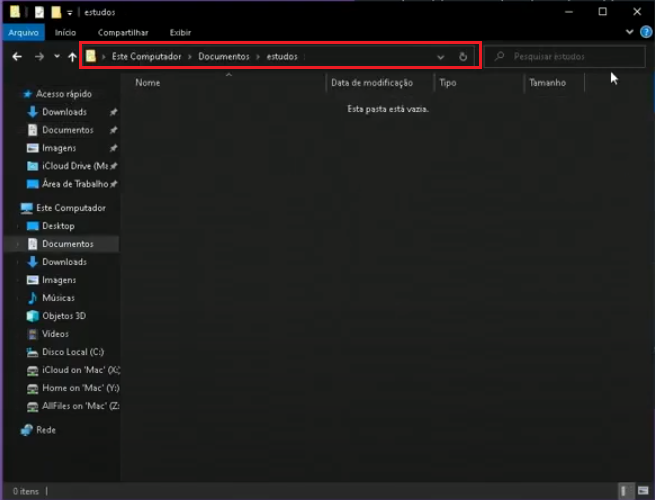 estudos
Arquivo Início Compartilhar Exibir
Este Computador > Documentos > estudos
Pesquisar estudos
Nome Data de modificação Tipo Tamanho
Esta pasta está vazia.
Acesso rápido
Downloads
Documentos
Imagens
iCloud Drive (Ma
Área de Trabalho
Este Computador
Desktop
Documentos
Downloads
Imagens
Músicas
Objetos 3D
Vídeos
Disco Local (C:)
iCloud on 'Mac' (X:
Home on 'Mac' (Y:)
AllFiles on 'Mac' (Z:
Rede
0 itens